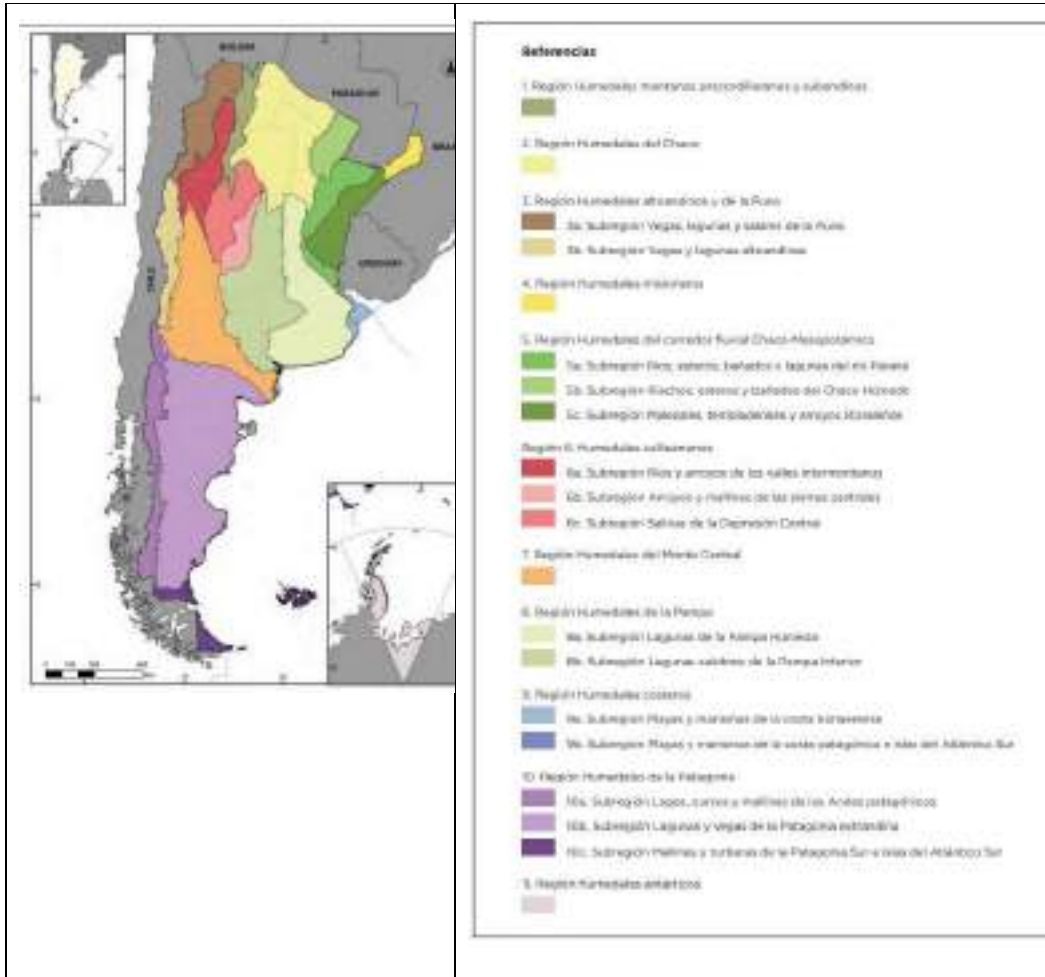 BOLIVIA
PARAGUAY
URUGUAY
CHILE
Referencias
1. Región Humedales montanos, precordilleranos y subandinos
2. Región Humedales del Chaco
3. Región Humedales altoandinos y de la Puna
3a. Subregión Vegas, lagunas y salares de la Puna
3b. Subregión Vegas y lagunas altoandinas
4. Región Humedales misioneros
5. Región Humedales del corredor fluvial Chaco-Mesopotámico
5a. Subregión Ríos, esteros, bañados y lagunas del río Paraná
5b. Subregión Riachos, esteros y bañados del Chaco Húmedo
5c. Subregión Malezales, tembladerales y arroyos litoraleños
Región 6. Humedales
6a. Subregión Ríos y arroyos de los valles intermontanos
6b. Subregión Arroyos y mallines de las sierras centrales
6c. Subregión Salinas de la Depresión Central
7. Región Humedales del Monte Central
8. Región Humedales de la Pampa
8a. Subregión Lagunas de la Pampa Húmeda
8b. Subregión Lagunas salobres de la Pampa Interior
9. Región Humedales costeros
9a. Subregión Playas y marismas de la costa bonaerense
9b. Subregión Playas y marismas de la costa patagónica e islas del Atlántico Sur
10. Región Humedales de la Patagonia
10a. Subregión Lagos, cursos y mallines de los Andes patagónicos
10b. Subregión Lagunas y vegas de la Patagonia extrandina
10c. Subregión Mallines y turberas de la Patagonia Sur e islas del Atlántico Sur
11. Región Humedales antárticos